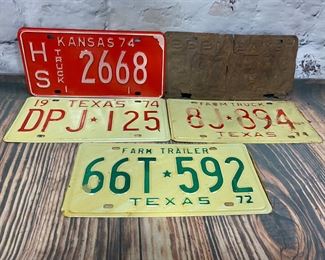 KANSAS 74
HS TRUCK 2668
19 TEXAS 74
DPJ★125
FARM TRUCK
8J★894
TEXAS 74
FARM TRAILER
66T★592
TEXAS 72